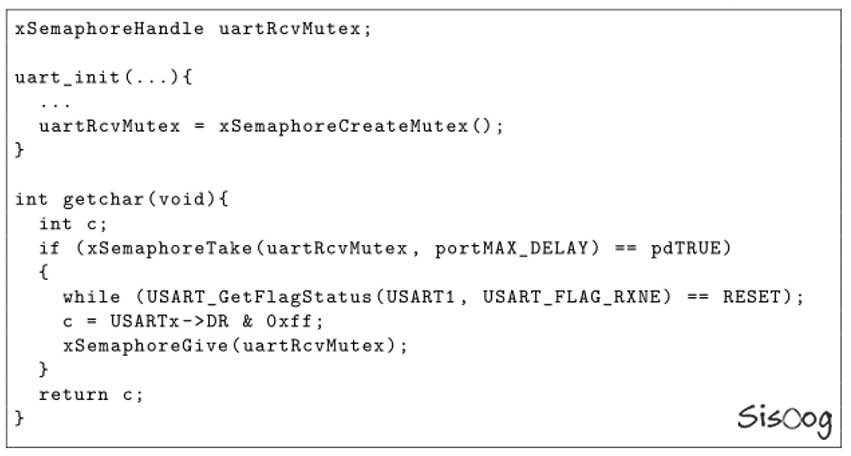 xSemaphoreHandle uartRcvMutex;
uart_init(...){
...
uartRcvMutex = xSemaphoreCreateMutex();
}
int getchar(void){
int c;
if (xSemaphoreTake(uartRcvMutex, portMAX_DELAY) == pdTRUE)
{
while (USART_GetFlagStatus(USART1, USART_FLAG_RXNE) == RESET);
c = USARTx->DR & 0xff;
xSemaphoreGive(uartRcvMutex);
}
return c;
}
SisOog